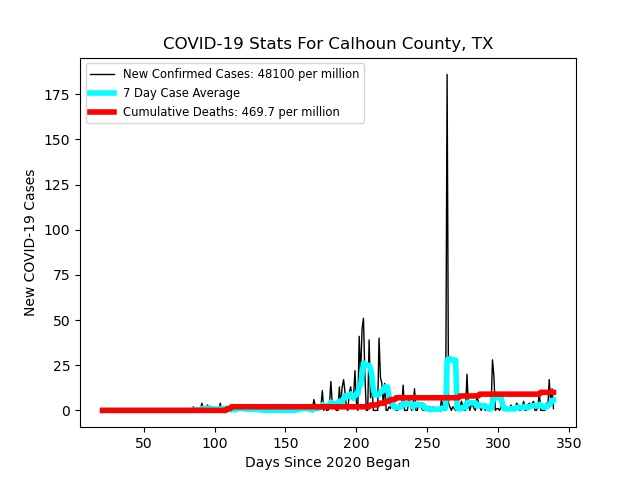 COVID-19 Stats For Calhoun County, TX
New Confirmed Cases: 48100 per million
7 Day Case Average
Cumulative Deaths: 469.7 per million
New COVID-19 Cases
175
150
125
100
75
50
25
0
50 100 150 200 250 300 350
Days Since 2020 Began